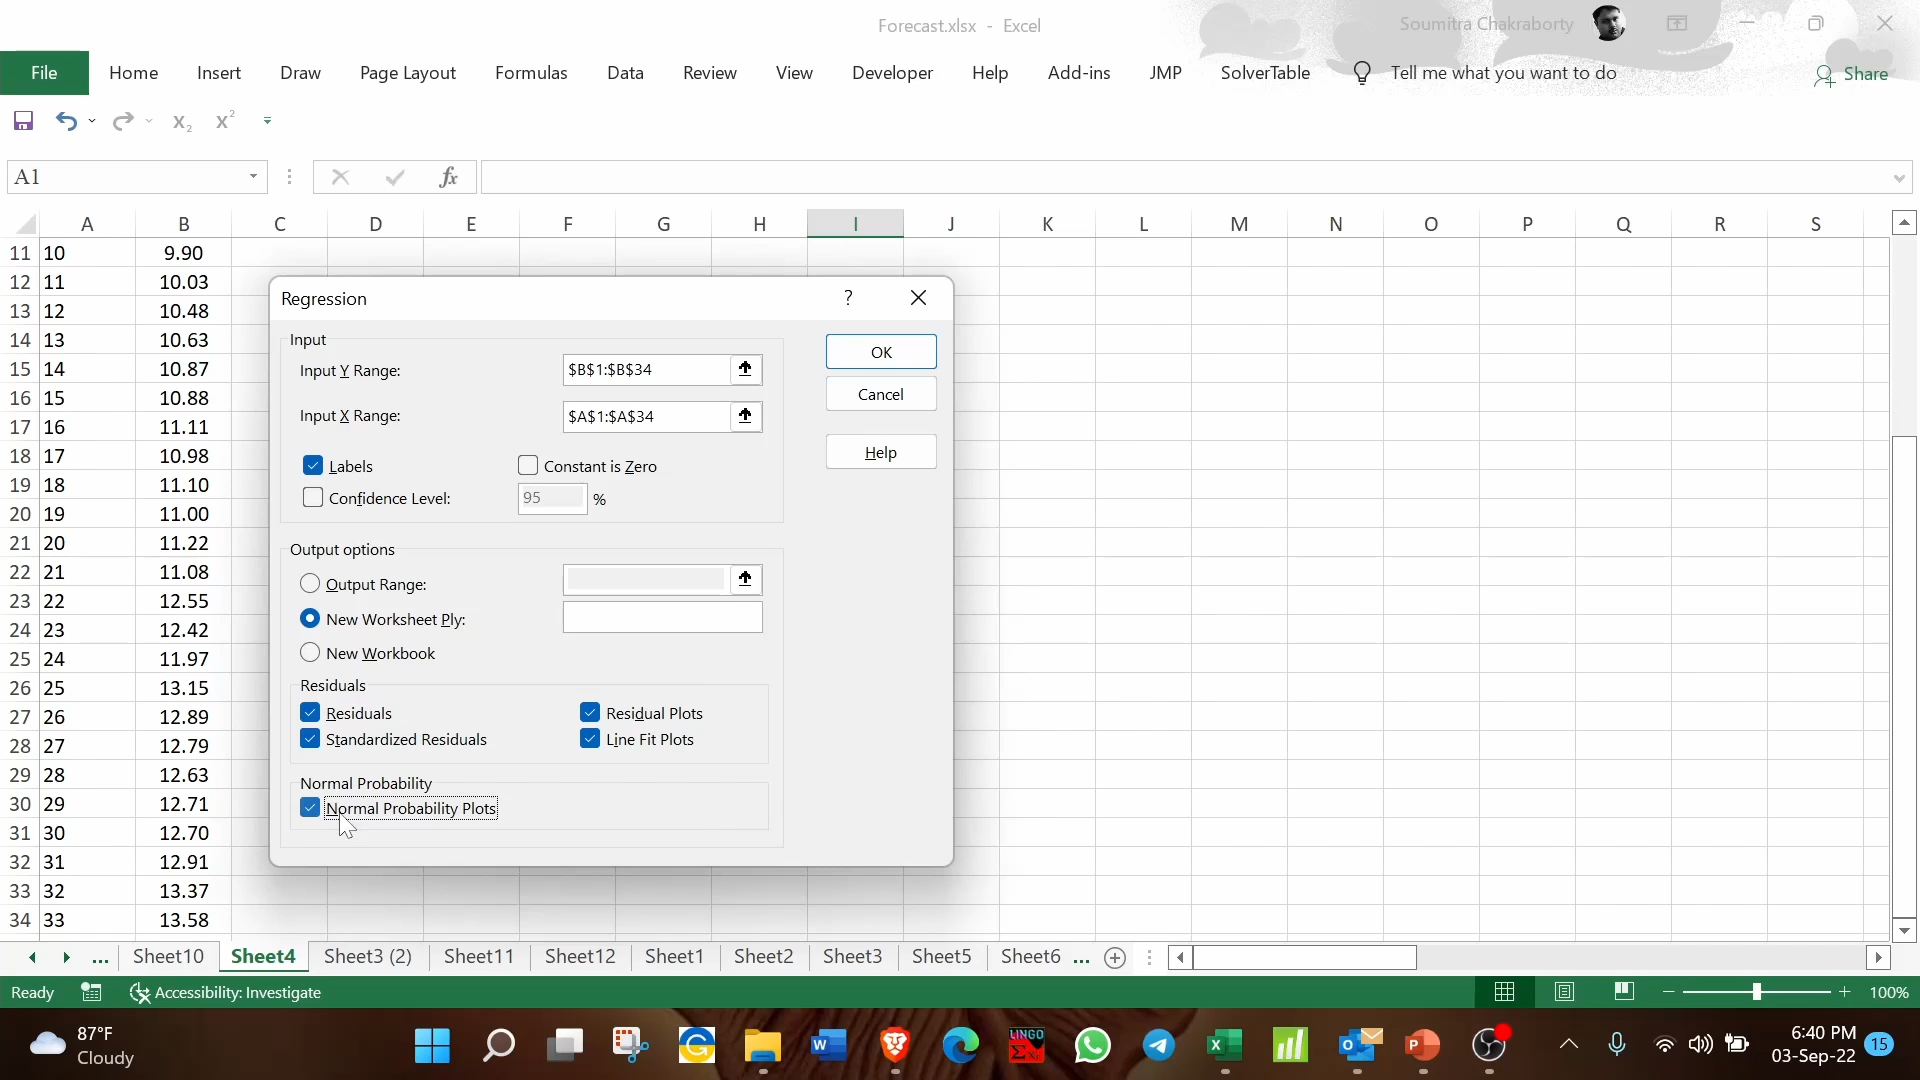 Forecast.xlsx - Excel
Soumitra Chakraborty
File Home Insert Draw Page Layout Formulas Data Review View Developer Help Add-ins JMP SolverTable Tell me what you want to do Share
X₂ X²
A1 fx
A B C D E F G H I J K L M N O P Q R S
11 10 9.90
12 11 10.03
13 12 10.48
14 13 10.63
15 14 10.87
16 15 10.88
17 16 11.11
18 17 10.98
19 18 11.10
20 19 11.00
21 20 11.22
22 21 11.08
23 22 12.55
24 23 12.42
25 24 11.97
26 25 13.15
27 26 12.89
28 27 12.79
29 28 12.63
30 29 12.71
31 30 12.70
32 31 12.91
33 32 13.37
34 33 13.58
Regression ?
Input
Input Y Range: $B$1:$B$34
Input X Range: $A$1:$A$34
Labels Constant is Zero
Confidence Level: 95 %
OK
Cancel
Help
Output options
Output Range:
New Worksheet Ply:
New Workbook
Residuals
Residuals Residual Plots
Standardized Residuals Line Fit Plots
Normal Probability
Normal Probability Plots
... Sheet10 Sheet4 Sheet3 (2) Sheet11 Sheet12 Sheet1 Sheet2 Sheet3 Sheet5 Sheet6 ...
Ready Accessibility: Investigate 100%
87°F
Cloudy
LINGO
6:40 PM
03-Sep-22
15